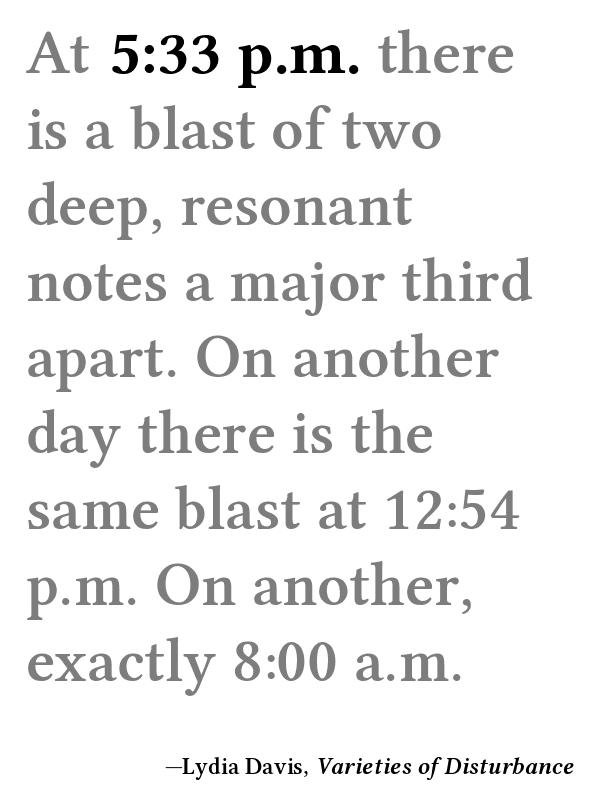 At 5:33 p.m. there
is a blast of two
deep, resonant
notes a major third
apart. On another
day there is the
same blast at 12:54
p.m. On another,
exactly 8:00 a.m.
—Lydia Davis, Varieties of Disturbance